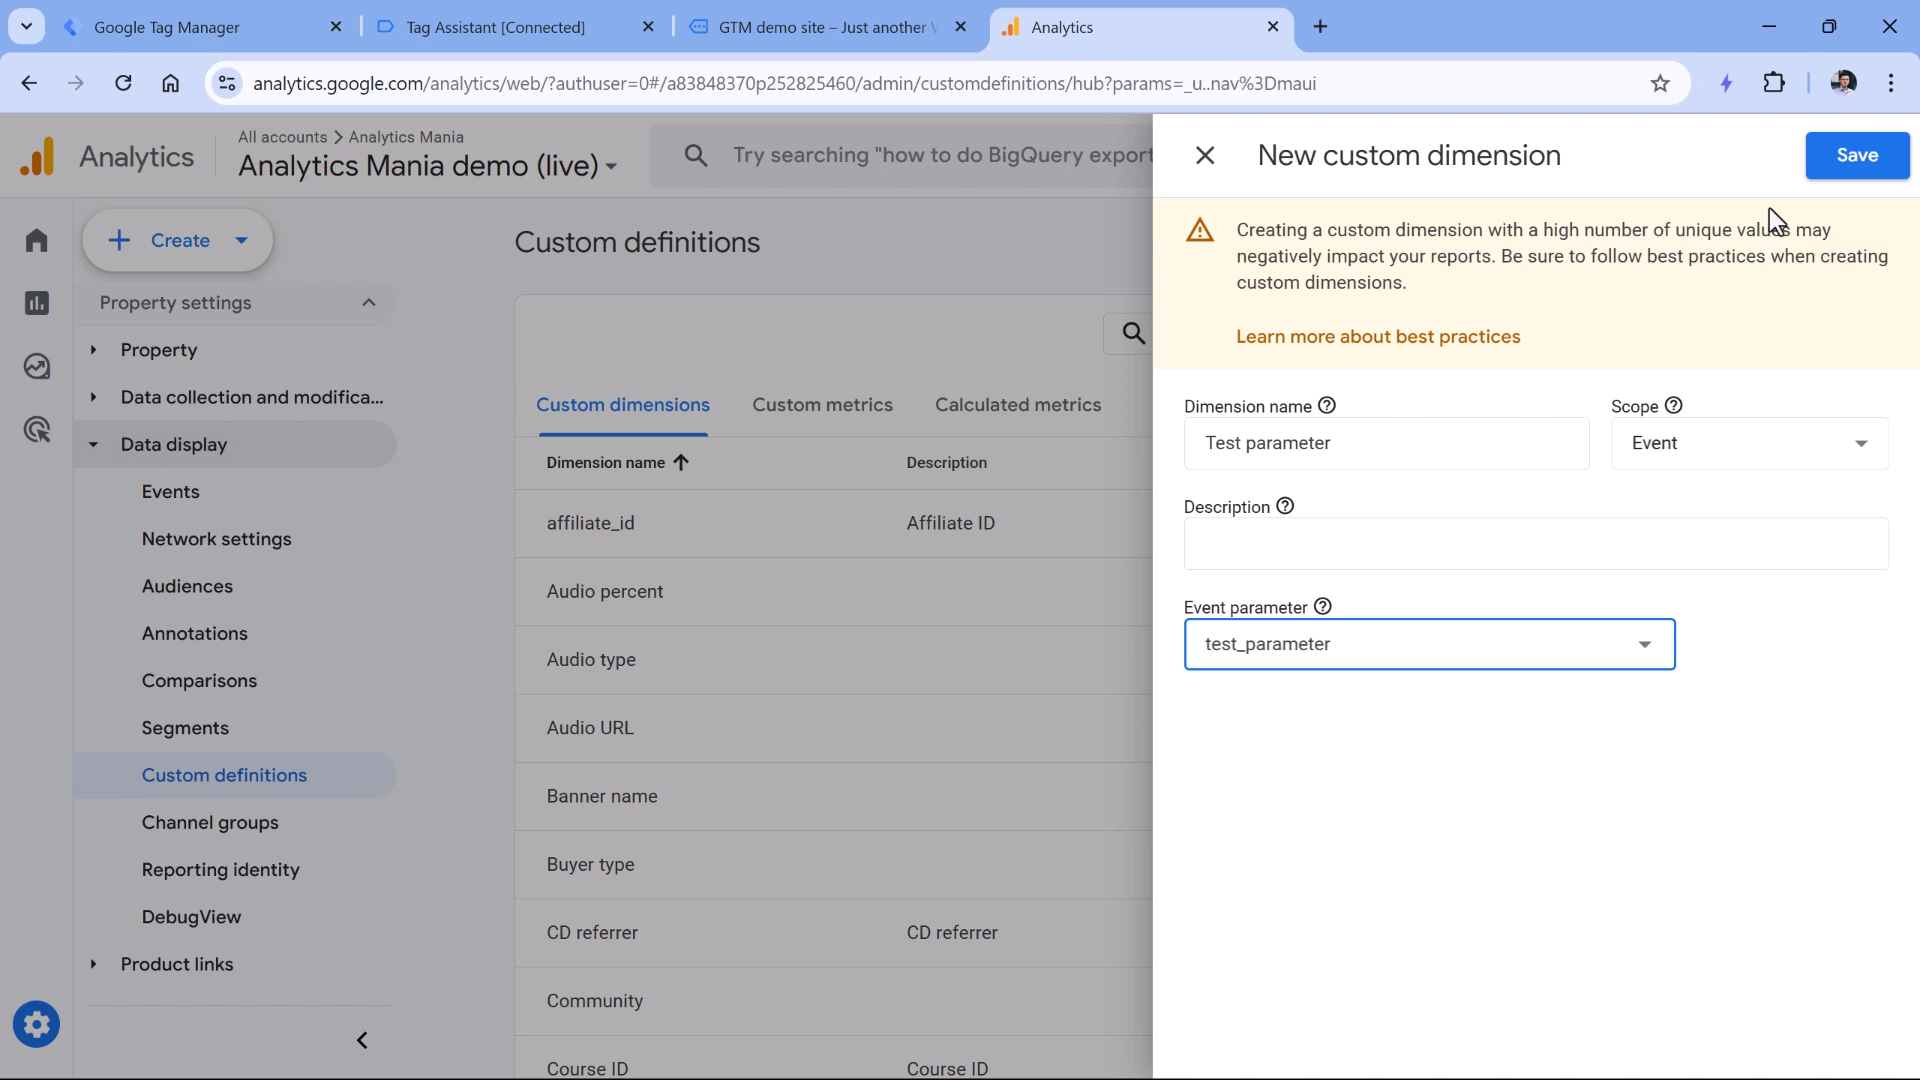 Google Tag Manager
Tag Assistant [Connected]
GTM demo site – Just another
Analytics
analytics.google.com/analytics/web/?authuser=0#/a83848370p252825460/admin/customdefinitions/hub?params=_u..nav%3Dmaui
Analytics
All accounts > Analytics Mania
Analytics Mania demo (live)
Try searching "how to do BigQuery export
New custom dimension
Save
Create
Property settings
Property
Data collection and modifica...
Data display
Events
Network settings
Audiences
Annotations
Comparisons
Segments
Custom definitions
Channel groups
Reporting identity
DebugView
Product links
Custom definitions
Custom dimensions
Custom metrics
Calculated metrics
Dimension name
Description
affiliate_id
Affiliate ID
Audio percent
Audio type
Audio URL
Banner name
Buyer type
CD referrer
CD referrer
Community
Course ID
Course ID
Creating a custom dimension with a high number of unique values may
negatively impact your reports. Be sure to follow best practices when creating
custom dimensions.
Learn more about best practices
Dimension name
Scope
Test parameter
Event
Description
Event parameter
test_parameter